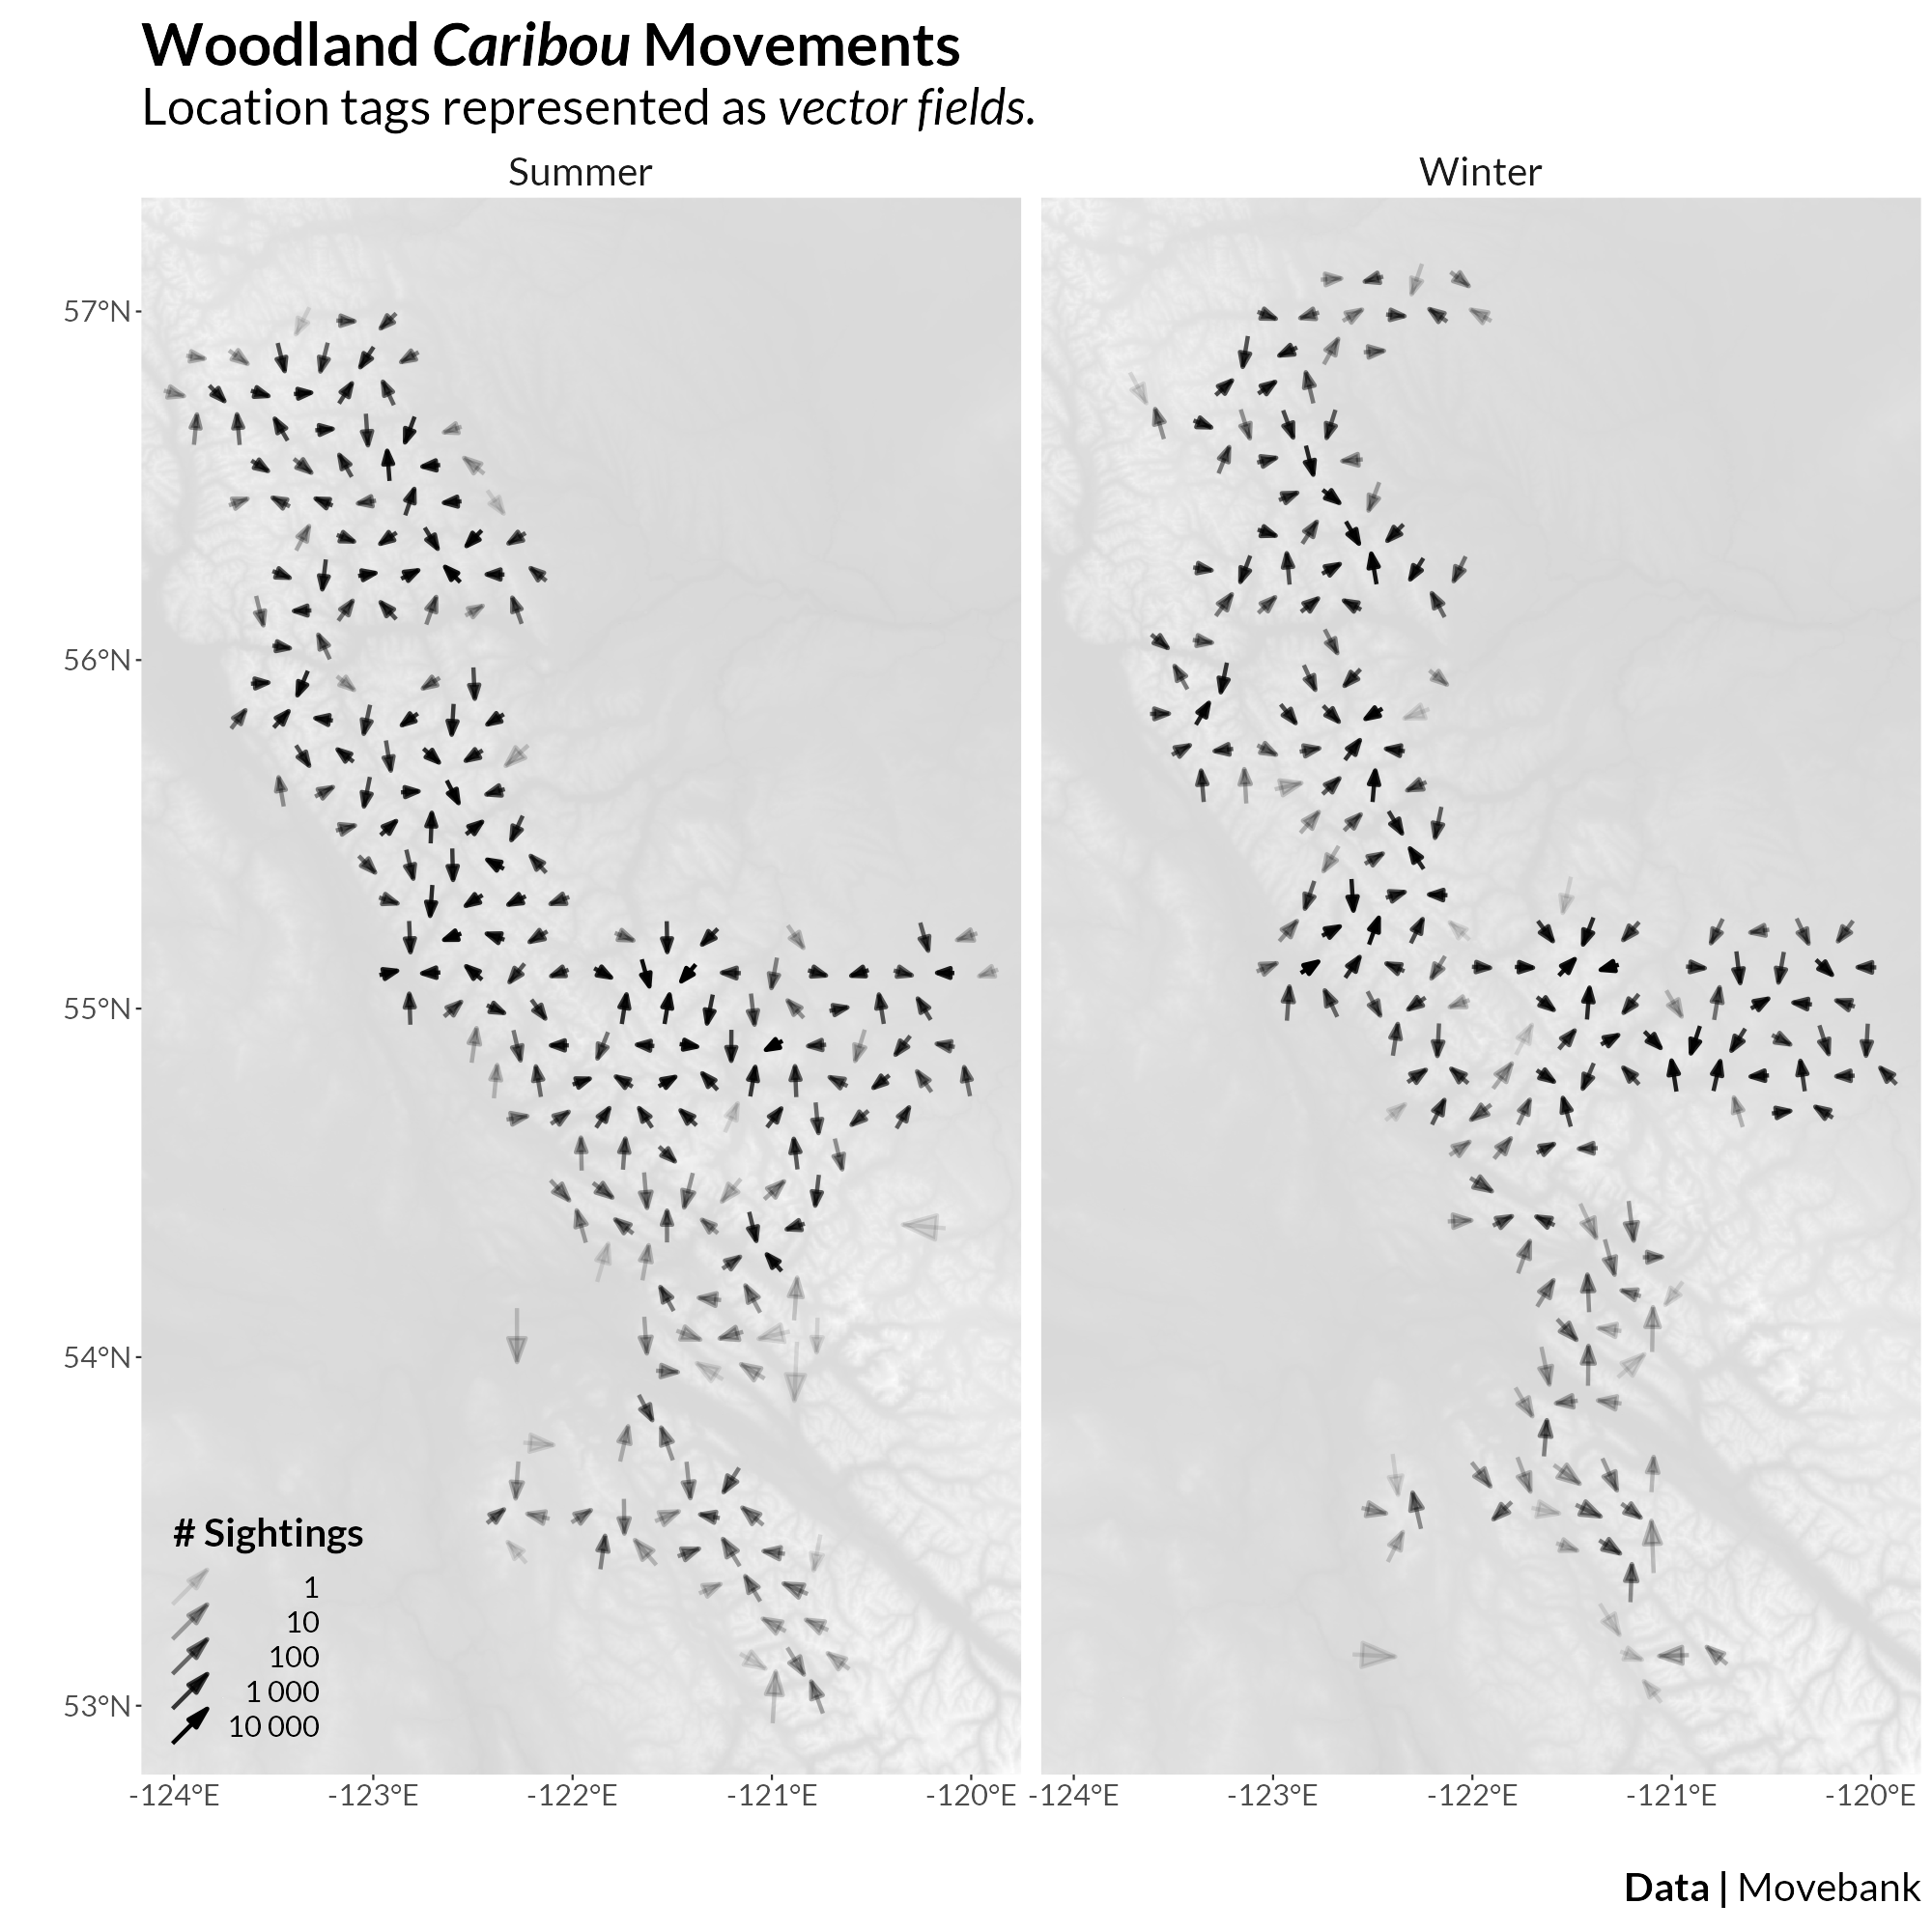 Woodland Caribou Movements
Location tags represented as vector fields.
Summer
Winter
57°N
56°N
55°N
54°N
53°N
# Sightings
1
10
100
1 000
10 000
-124°E -123°E -122°E -121°E -120°E
-124°E -123°E -122°E -121°E -120°E
Data | Movebank